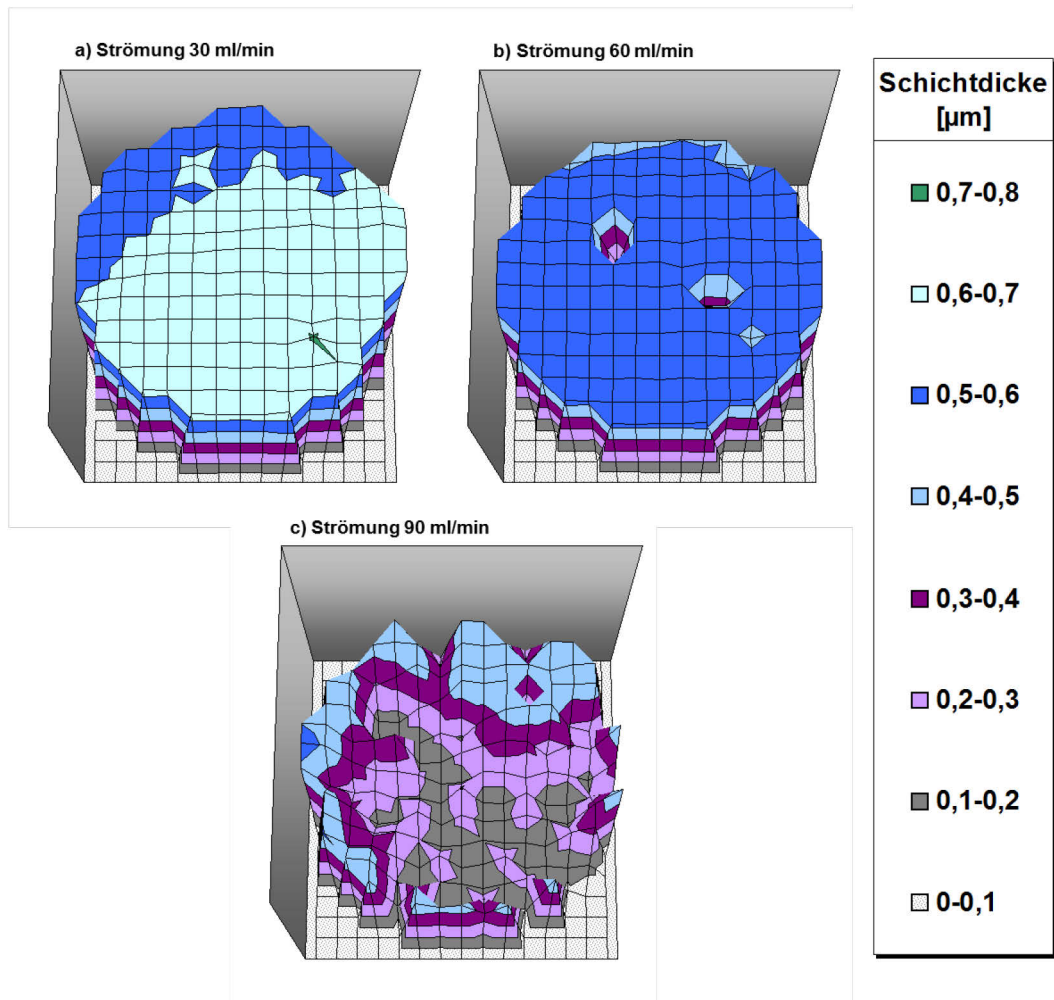 a) Strömung 30 ml/min
b) Strömung 60 ml/min
c) Strömung 90 ml/min
Schichtdicke
[µm]
0,7-0,8
0,6-0,7
0,5-0,6
0,4-0,5
0,3-0,4
0,2-0,3
0,1-0,2
0-0,1